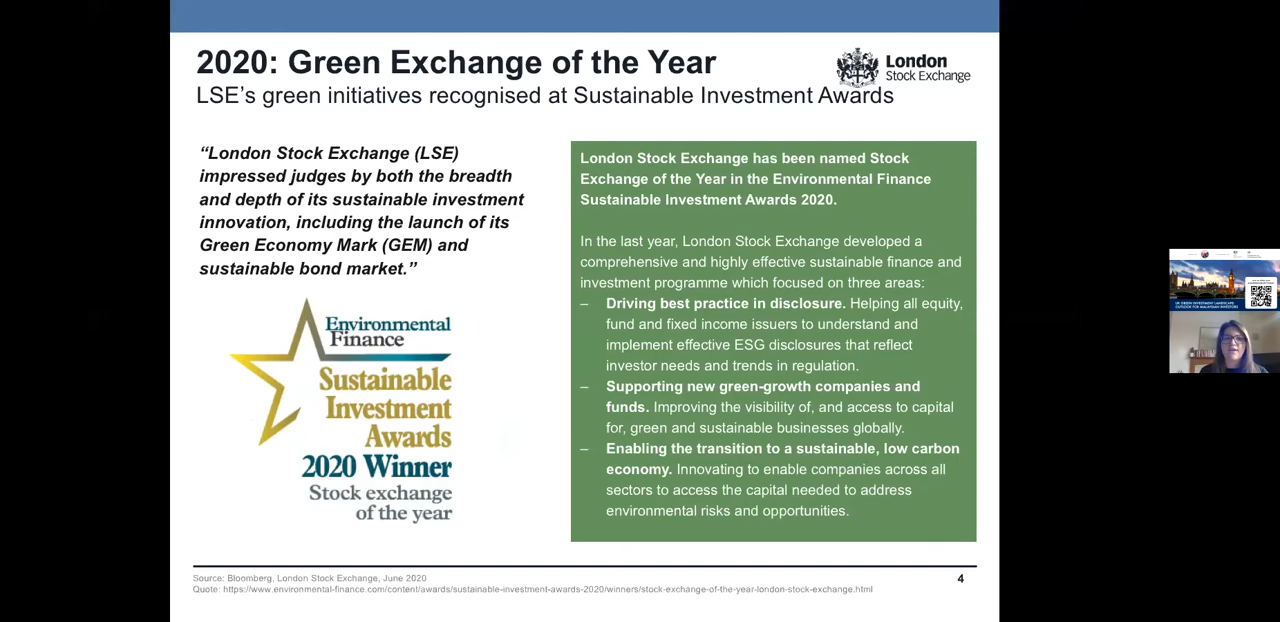 2020: Green Exchange of the Year
LSE’s green initiatives recognised at Sustainable Investment Awards
London
Stock Exchange
“London Stock Exchange (LSE)
impressed judges by both the breadth
and depth of its sustainable investment
innovation, including the launch of its
Green Economy Mark (GEM) and
sustainable bond market.”
Environmental
Finance
Sustainable
Investment
Awards
2020 Winner
Stock exchange
of the year
London Stock Exchange has been named Stock
Exchange of the Year in the Environmental Finance
Sustainable Investment Awards 2020.
In the last year, London Stock Exchange developed a
comprehensive and highly effective sustainable finance and
investment programme which focused on three areas:
– Driving best practice in disclosure. Helping all equity,
fund and fixed income issuers to understand and
implement effective ESG disclosures that reflect
investor needs and trends in regulation.
– Supporting new green-growth companies and
funds. Improving the visibility of, and access to capital
for, green and sustainable businesses globally.
– Enabling the transition to a sustainable, low carbon
economy. Innovating to enable companies across all
sectors to access the capital needed to address
environmental risks and opportunities.
Source: Bloomberg, London Stock Exchange, June 2020
Quote: https://www.environmental-finance.com/content/awards/sustainable-investment-awards-2020/winners/stock-exchange-of-the-year-london-stock-exchange.html
4
UK GREEN INVESTMENT LANDSCAPE
OUTLOOK FOR MALAYSIAN INVESTORS